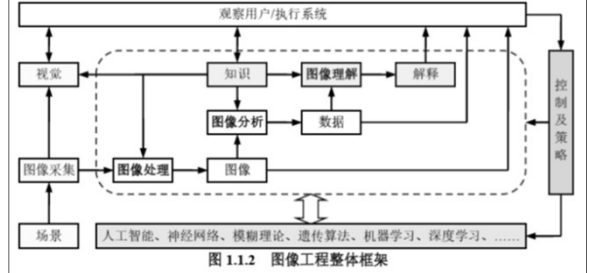 观察用户/执行系统
视觉
知识
图像理解
解释
控制及策略
图像分析
数据
图像采集
图像处理
图像
场景
人工智能、神经网络、模糊理论、遗传算法、机器学习、深度学习、……
图 1.1.2 图像工程整体框架